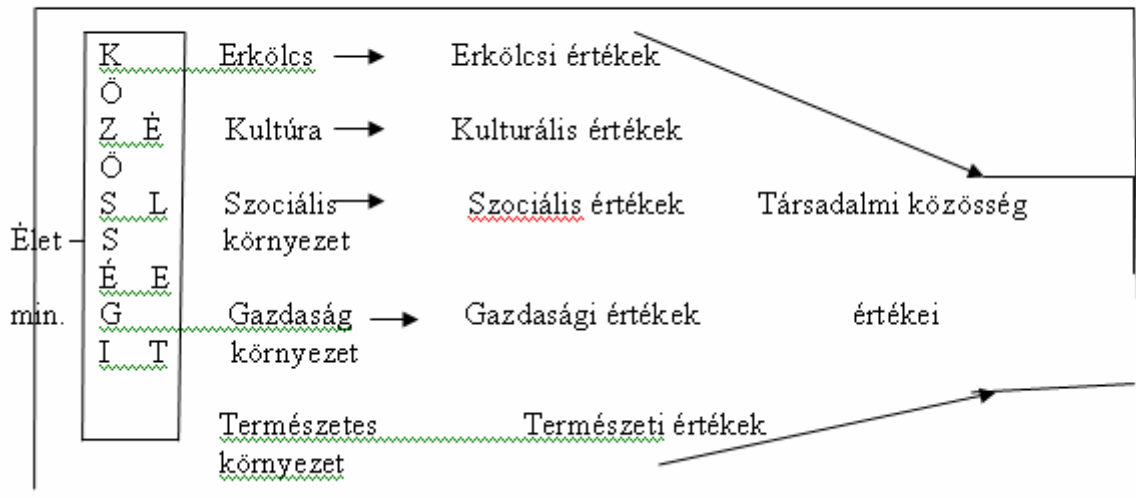 K Erkölcs Erkölcsi értékek
Ö
Z É Kultúra Kulturális értékek
Ö
S L Szociális Szociális értékek Társadalmi közösség
Élet S környezet
É E
min. G Gazdaság Gazdasági értékek értékei
I T környezet
Természetes Természeti értékek
környezet